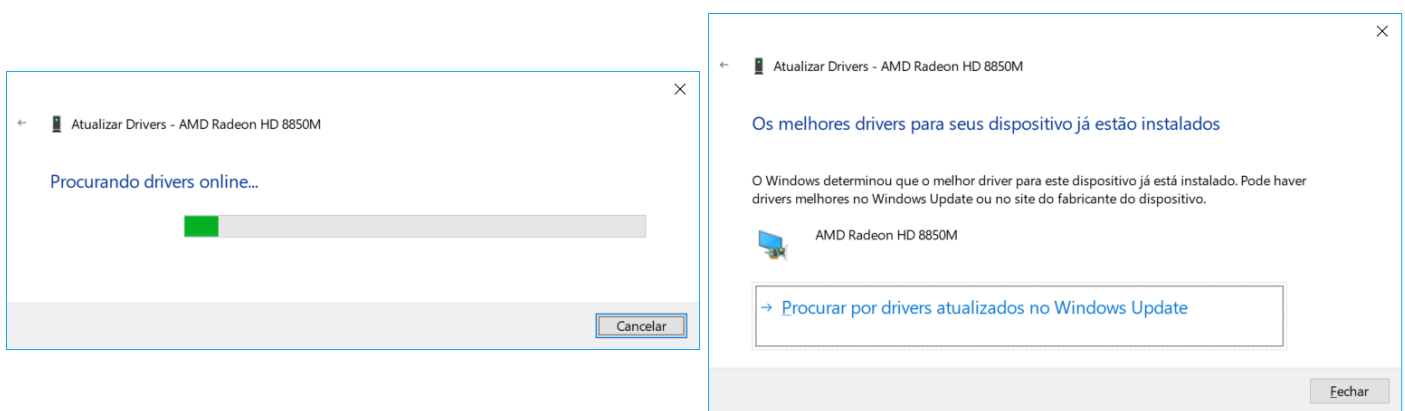 Atualizar Drivers - AMD Radeon HD 8850M
Procurando drivers online...
Cancelar
Atualizar Drivers - AMD Radeon HD 8850M
Os melhores drivers para seus dispositivo já estão instalados
O Windows determinou que o melhor driver para este dispositivo já está instalado. Pode haver
drivers melhores no Windows Update ou no site do fabricante do dispositivo.
AMD Radeon HD 8850M
Procurar por drivers atualizados no Windows Update
Fechar